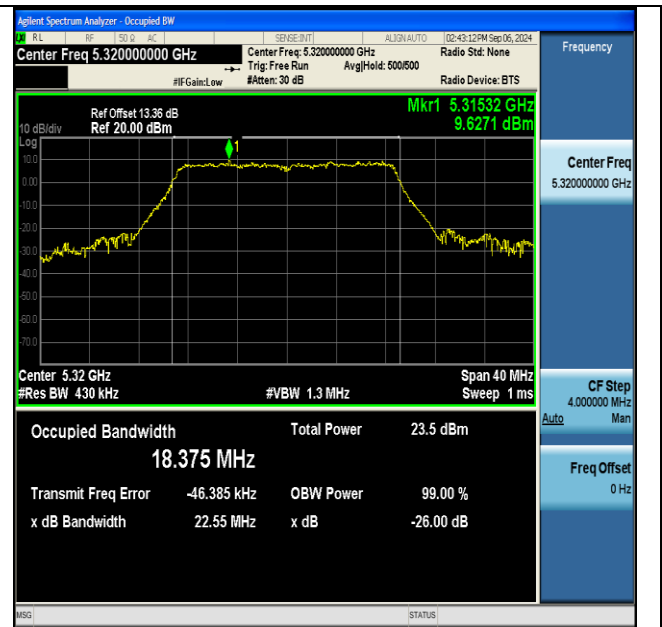 Agilent Spectrum Analyzer - Occupied BW
LXI RL RF 50 Ω AC SENSE:INT ALIGN AUTO 02:43:12 PM Sep 06, 2024
Center Freq 5.320000000 GHz
Center Freq: 5.320000000 GHz
Radio Std: None
Trig: Free Run Avg|Hold: 500/500
#IFGain:Low #Atten: 30 dB Radio Device: BTS
Frequency
Ref Offset 13.36 dB
10 dB/div Ref 20.00 dBm
Mkr1 5.31532 GHz
9.6271 dBm
Log
1
10.0
0.00
-10.0
-20.0
-30.0
-40.0
-50.0
-60.0
-70.0
Center 5.32 GHz Span 40 MHz
#Res BW 430 kHz #VBW 1.3 MHz Sweep 1 ms
Occupied Bandwidth Total Power 23.5 dBm
18.375 MHz
Transmit Freq Error -46.385 kHz OBW Power 99.00 %
x dB Bandwidth 22.55 MHz x dB -26.00 dB
Center Freq
5.320000000 GHz
CF Step
4.000000 MHz
Auto Man
Freq Offset
0 Hz
MSG STATUS